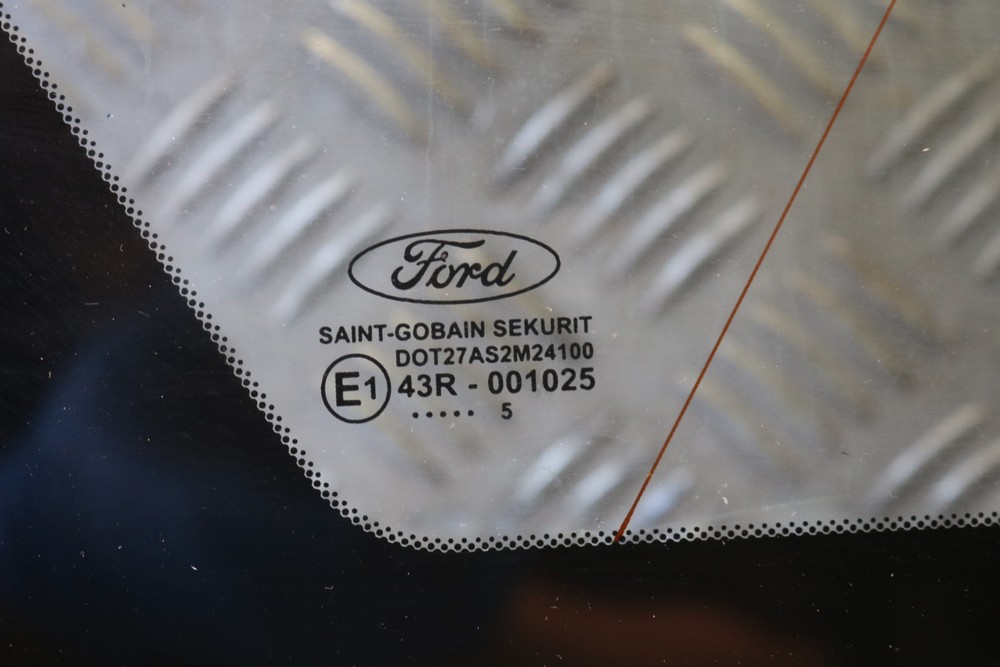 Ford
SAINT-GOBAIN SEKURIT
DOT27AS2M24100
E1 43R - 001025
..... 5